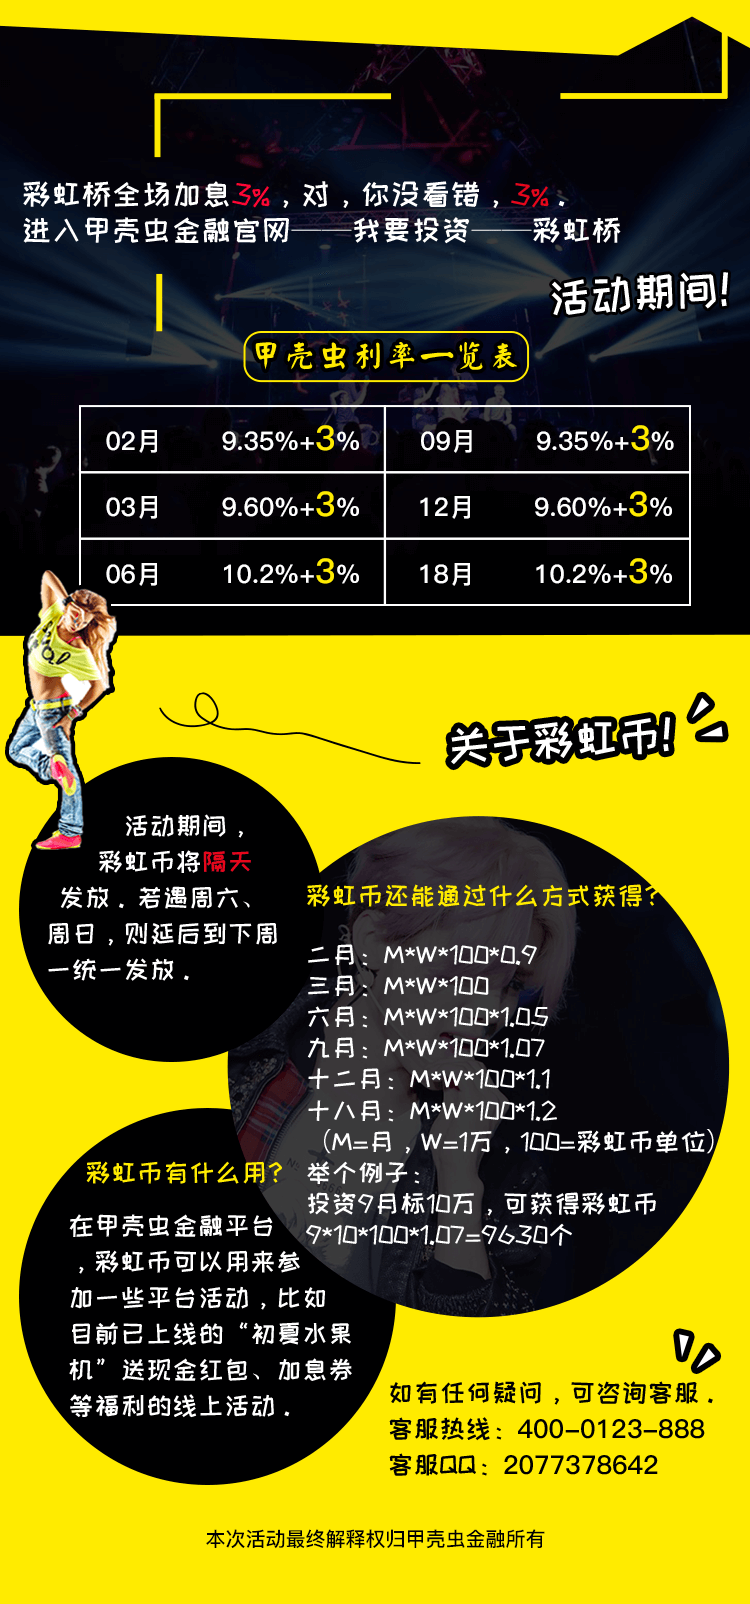 彩虹桥全场加息3%，对，你没看错，3%．
进入甲壳虫金融官网——我要投资——彩虹桥
活动期间!
甲壳虫利率一览表
02月 9.35%+3% 09月 9.35%+3%
03月 9.60%+3% 12月 9.60%+3%
06月 10.2%+3% 18月 10.2%+3%
关于彩虹币!
活动期间，
彩虹币将隔天
发放．若遇周六、
周日，则延后到下周
一统一发放．
彩虹币还能通过什么方式获得?
二月：M*W*100*0.9
三月：M*W*100
六月：M*W*100*1.05
九月：M*W*100*1.07
十二月：M*W*100*1.1
十八月：M*W*100*1.2
（M=月，W=1万，100=彩虹币单位）
举个例子：
投资9月标10万，可获得彩虹币
9*10*100*1.07=9630个
彩虹币有什么用?
在甲壳虫金融平台
，彩虹币可以用来参
加一些平台活动，比如
目前已上线的“初夏水果
机”送现金红包、加息券
等福利的线上活动．
如有任何疑问，可咨询客服．
客服热线：400-0123-888
客服QQ：2077378642
本次活动最终解释权归甲壳虫金融所有